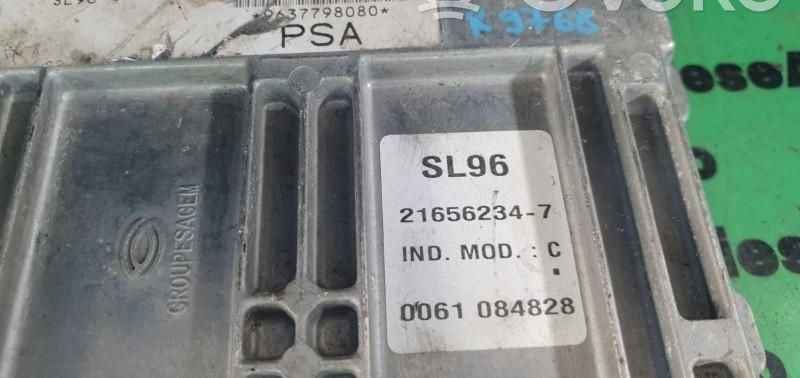 *9637798080*
PSA
K9768
SL96
21656234-7
IND. MOD. : C
0061 084828
GROUPESAGEM